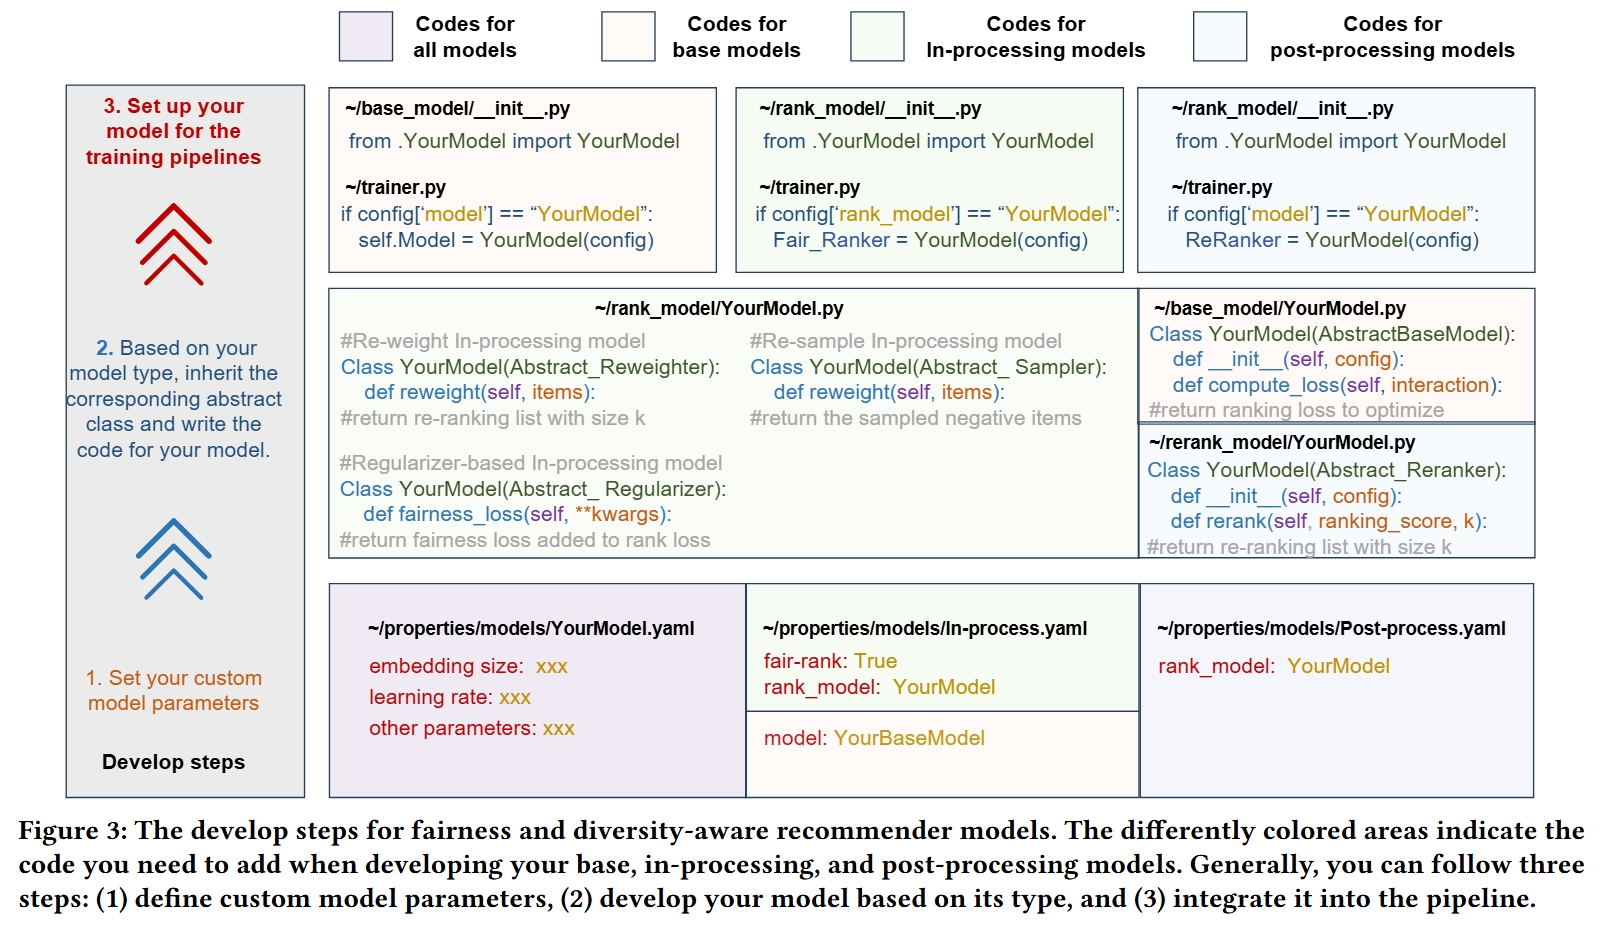 Codes for
all models
Codes for
base models
Codes for
In-processing models
Codes for
post-processing models
3. Set up your
model for the
training pipelines
2. Based on your
model type, inherit the
corresponding abstract
class and write the
code for your model.
1. Set your custom
model parameters
Develop steps
~/base_model/__init__.py
from .YourModel import YourModel
~/trainer.py
if config[‘model’] == “YourModel”:
self.Model = YourModel(config)
~/rank_model/__init__.py
from .YourModel import YourModel
~/trainer.py
if config[‘rank_model’] == “YourModel”:
Fair_Ranker = YourModel(config)
~/rank_model/__init__.py
from .YourModel import YourModel
~/trainer.py
if config[‘model’] == “YourModel”:
ReRanker = YourModel(config)
~/rank_model/YourModel.py
#Re-weight In-processing model
Class YourModel(Abstract_Reweighter):
def reweight(self, items):
#return re-ranking list with size k
#Re-sample In-processing model
Class YourModel(Abstract_ Sampler):
def reweight(self, items):
#return the sampled negative items
#Regularizer-based In-processing model
Class YourModel(Abstract_ Regularizer):
def fairness_loss(self, **kwargs):
#return fairness loss added to rank loss
~/base_model/YourModel.py
Class YourModel(AbstractBaseModel):
def __init__(self, config):
def compute_loss(self, interaction):
#return ranking loss to optimize
~/rerank_model/YourModel.py
Class YourModel(Abstract_Reranker):
def __init__(self, config):
def rerank(self, ranking_score, k):
#return re-ranking list with size k
~/properties/models/YourModel.yaml
embedding size: xxx
learning rate: xxx
other parameters: xxx
~/properties/models/In-process.yaml
fair-rank: True
rank_model: YourModel
model: YourBaseModel
~/properties/models/Post-process.yaml
rank_model: YourModel
Figure 3: The develop steps for fairness and diversity-aware recommender models. The differently colored areas indicate the
code you need to add when developing your base, in-processing, and post-processing models. Generally, you can follow three
steps: (1) define custom model parameters, (2) develop your model based on its type, and (3) integrate it into the pipeline.